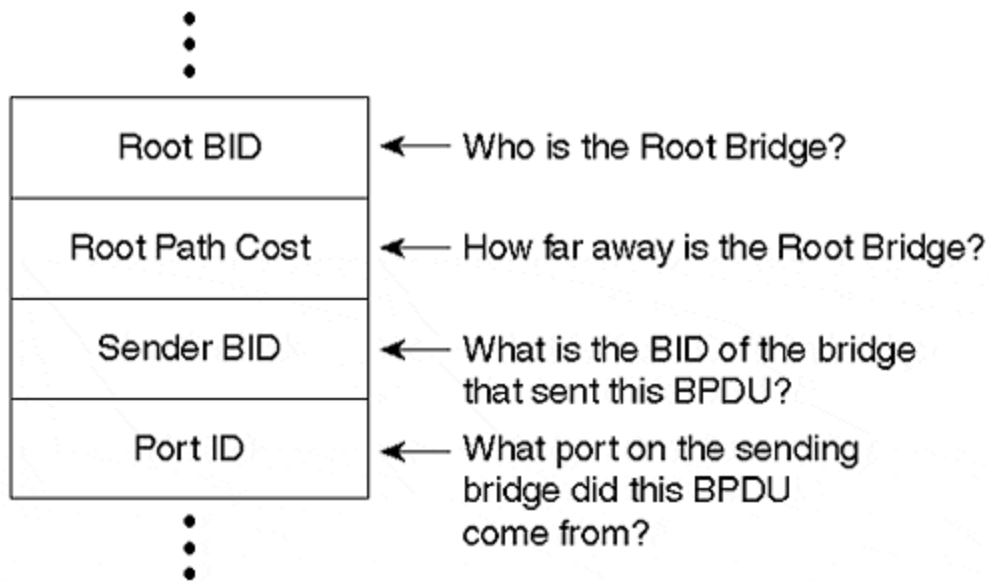 Root BID
Who is the Root Bridge?
Root Path Cost
How far away is the Root Bridge?
Sender BID
What is the BID of the bridge
that sent this BPDU?
Port ID
What port on the sending
bridge did this BPDU
come from?